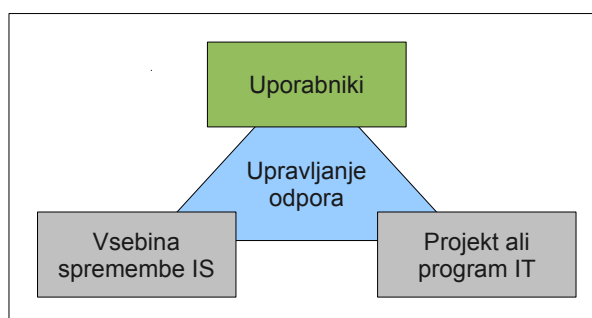 Uporabniki
Upravljanje
odpora
Vsebina
spremembe IS
Projekt ali
program IT